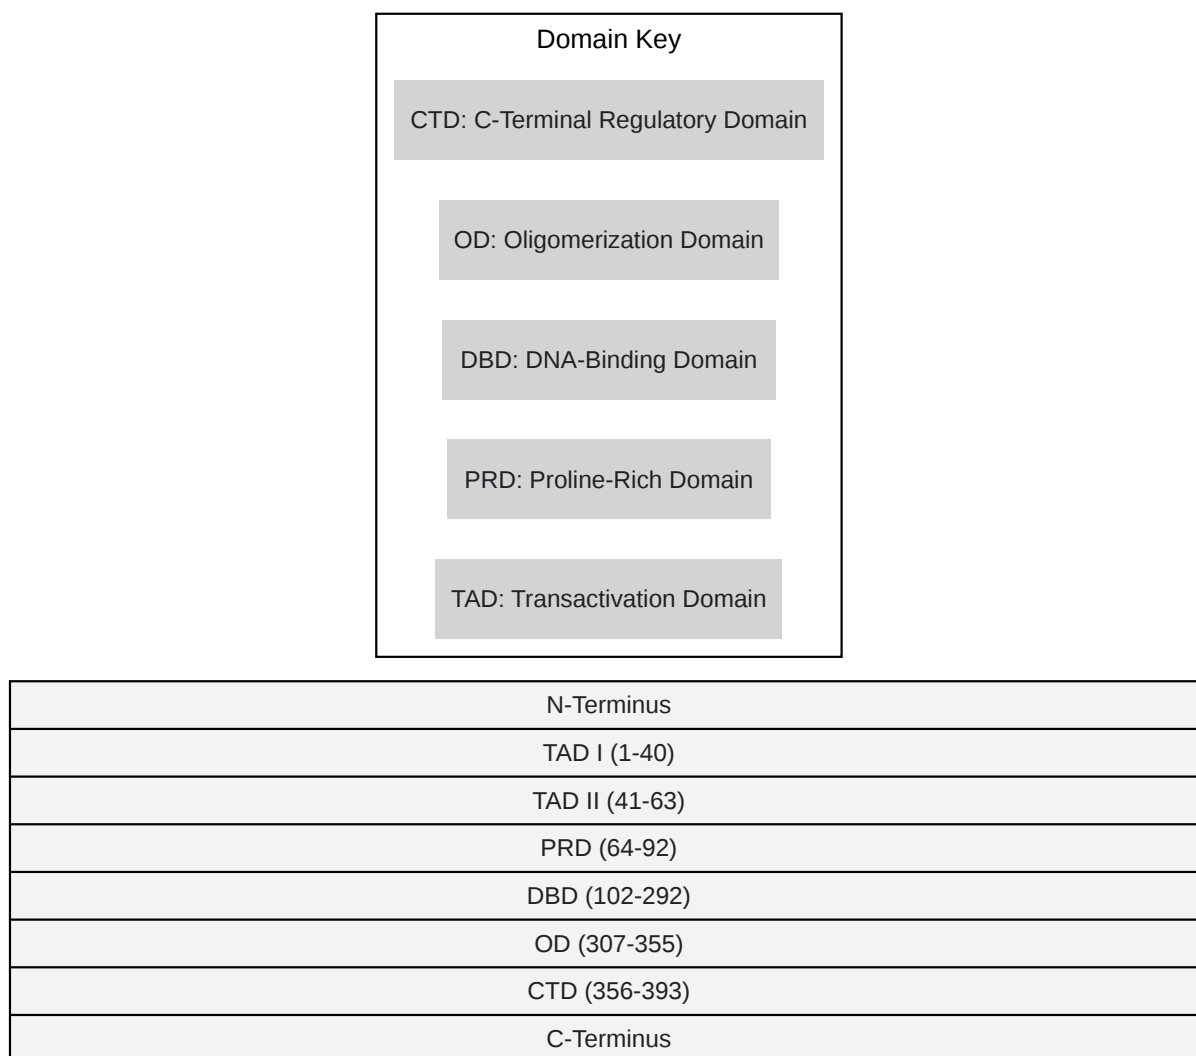 Domain Key
CTD: C-Terminal Regulatory Domain
OD: Oligomerization Domain
DBD: DNA-Binding Domain
PRD: Proline-Rich Domain
TAD: Transactivation Domain
N-Terminus
TAD I (1-40)
TAD II (41-63)
PRD (64-92)
DBD (102-292)
OD (307-355)
CTD (356-393)
C-Terminus